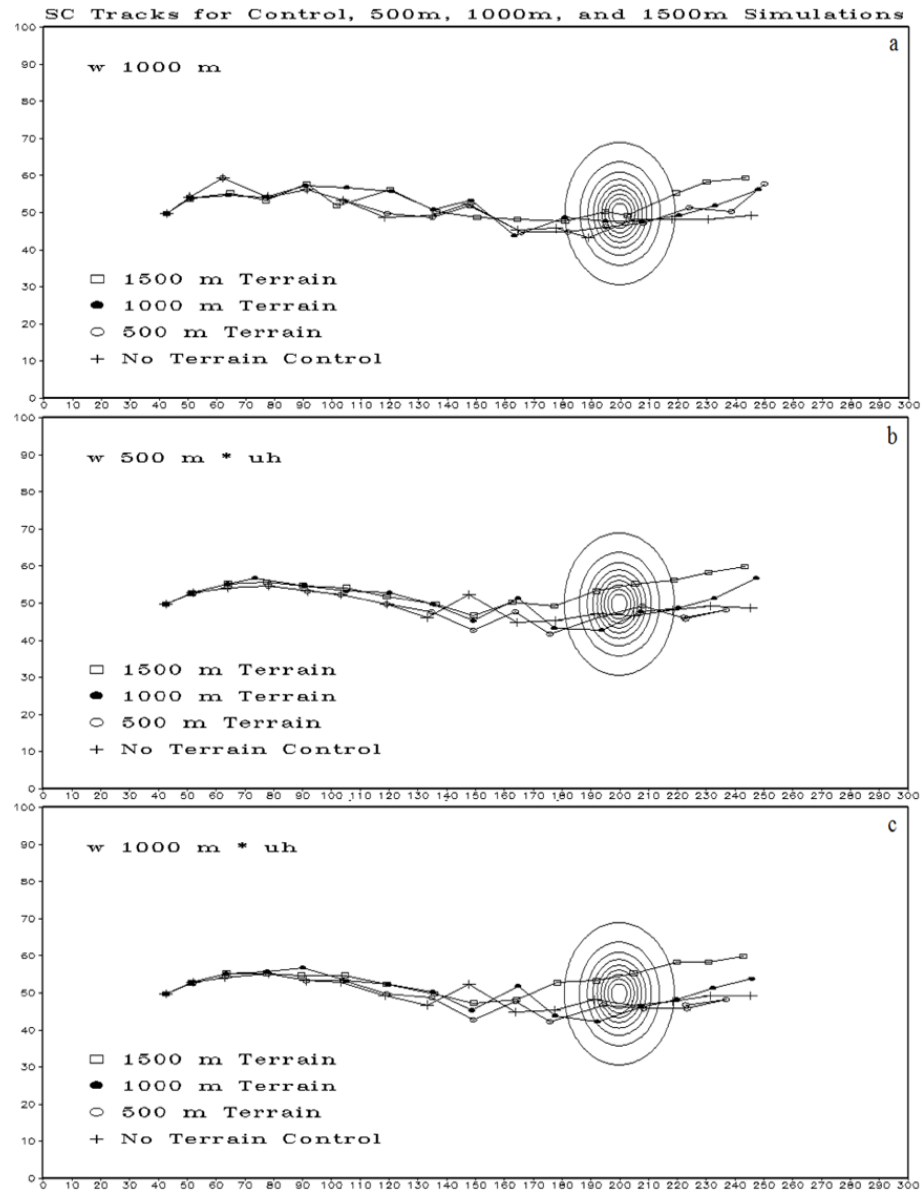 SC Tracks for Control, 500m, 1000m, and 1500m Simulations
a
100
w 1000 m
90
80
70
60
50
40
□ 1500 m Terrain
30
● 1000 m Terrain
20
○ 500 m Terrain
+ No Terrain Control
10
0
0 10 20 30 40 50 60 70 80 90 100 110 120 130 140 150 160 170 180 190 200 210 220 230 240 250 260 270 280 290 300
b
100
w 500 m * uh
90
80
70
60
50
40
□ 1500 m Terrain
30
● 1000 m Terrain
20
○ 500 m Terrain
+ No Terrain Control
10
0
0 10 20 30 40 50 60 70 80 90 100 110 120 130 140 150 160 170 180 190 200 210 220 230 240 250 260 270 280 290 300
c
100
w 1000 m * uh
90
80
70
60
50
40
□ 1500 m Terrain
30
● 1000 m Terrain
20
○ 500 m Terrain
+ No Terrain Control
10
0
0 10 20 30 40 50 60 70 80 90 100 110 120 130 140 150 160 170 180 190 200 210 220 230 240 250 260 270 280 290 300